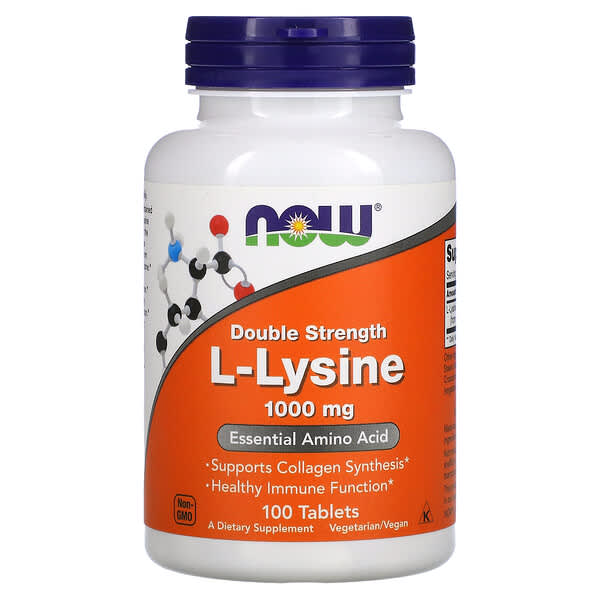 NOW®
Double Strength
L-Lysine
1000 mg
Essential Amino Acid
•Supports Collagen Synthesis*
•Healthy Immune Function*
100 Tablets
Non-
GMO
A Dietary Supplement Vegetarian/Vegan
K